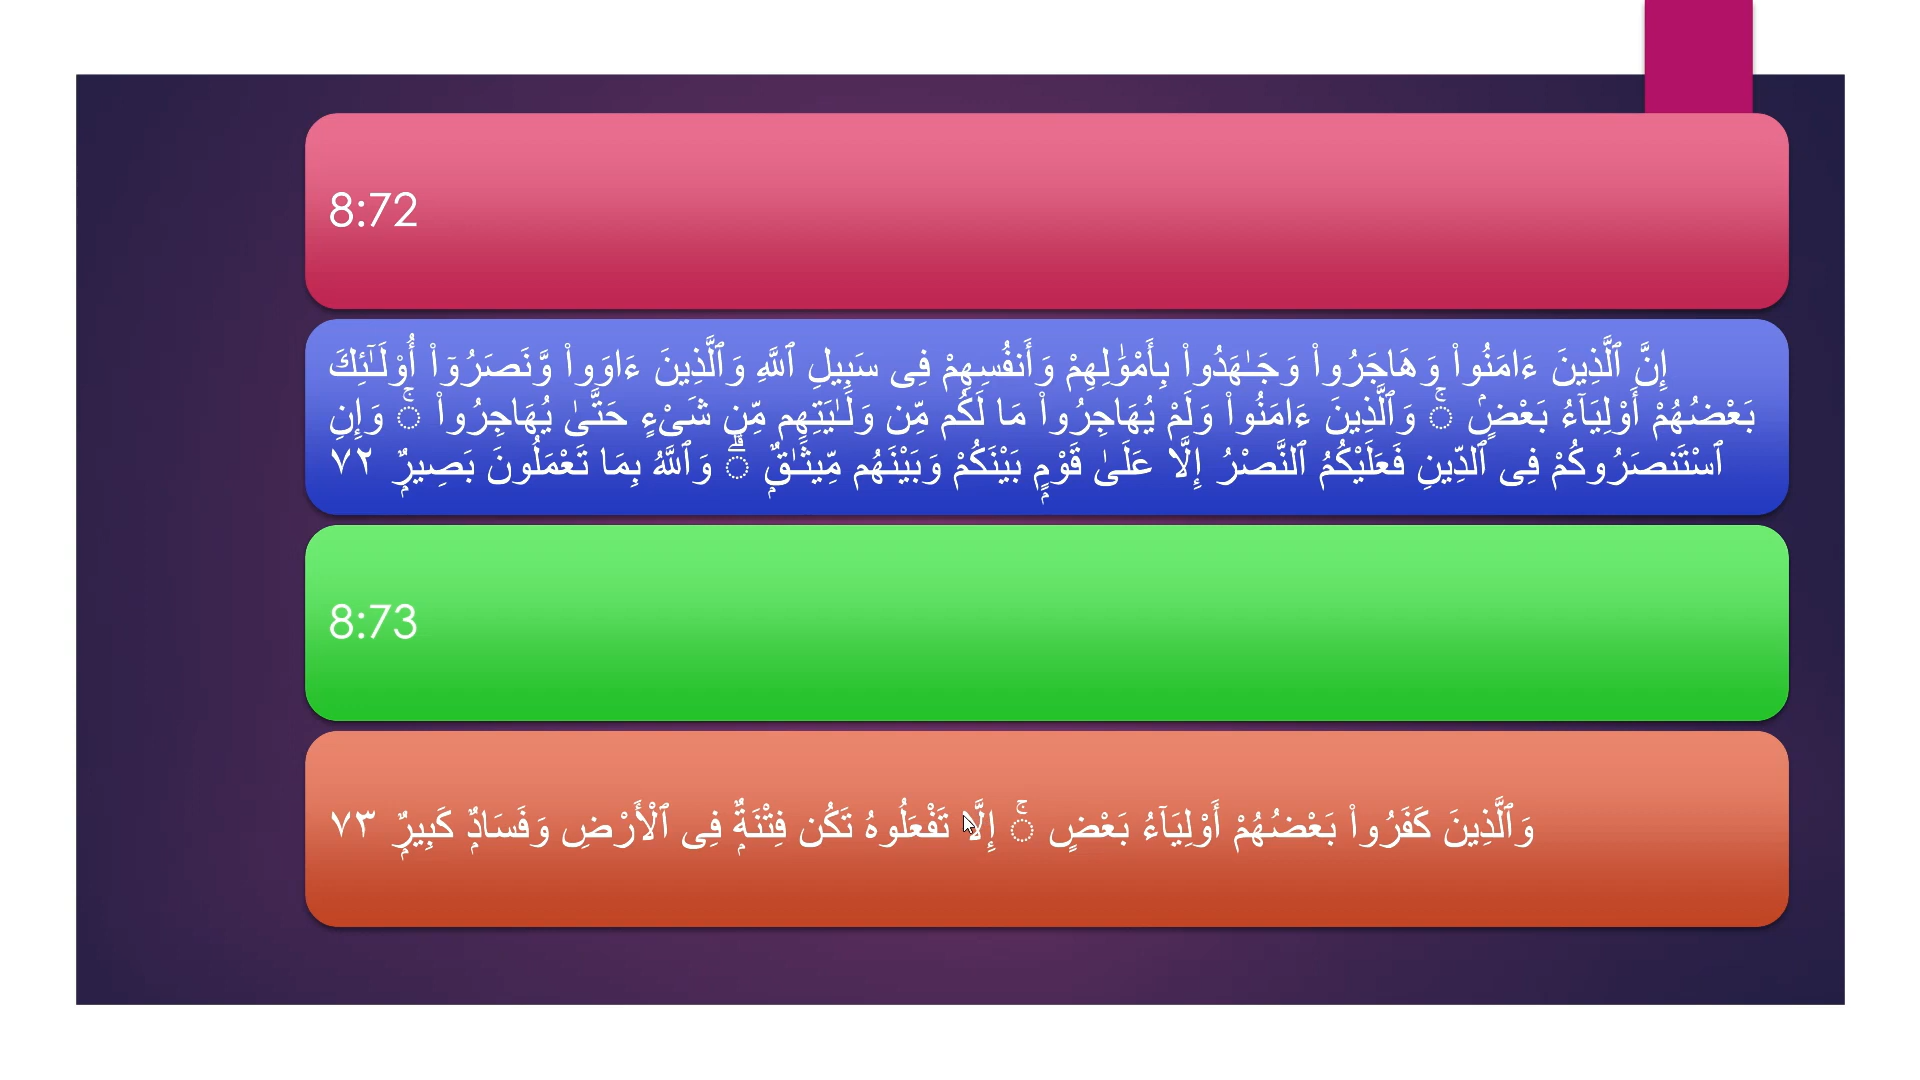 8:72
إِنَّ ٱلَّذِينَ ءَامَنُوا۟ وَهَاجَرُوا۟ وَجَـٰهَدُوا۟ بِأَمْوَٰلِهِمْ وَأَنفُسِهِمْ فِى سَبِيلِ ٱللَّهِ وَٱلَّذِينَ ءَاوَوا۟ وَّنَصَرُوٓا۟ أُو۟لَـٰٓئِكَ
بَعْضُهُمْ أَوْلِيَآءُ بَعْضٍۢ ۚ وَٱلَّذِينَ ءَامَنُوا۟ وَلَمْ يُهَاجِرُوا۟ مَا لَكُم مِّن وَلَـٰيَتِهِم مِّن شَىْءٍ حَتَّىٰ يُهَاجِرُوا۟ ۚ وَإِنِ
ٱسْتَنصَرُوكُمْ فِى ٱلدِّينِ فَعَلَيْكُمُ ٱلنَّصْرُ إِلَّا عَلَىٰ قَوْمٍۭ بَيْنَكُمْ وَبَيْنَهُم مِّيثَـٰقٌۭ ۗ وَٱللَّهُ بِمَا تَعْمَلُونَ بَصِيرٌۭ ٧٢
8:73
وَٱلَّذِينَ كَفَرُوا۟ بَعْضُهُمْ أَوْلِيَآءُ بَعْضٍ ۚ إِلَّا تَفْعَلُوهُ تَكُن فِتْنَةٌۭ فِى ٱلْأَرْضِ وَفَسَادٌۭ كَبِيرٌۭ ٧٣